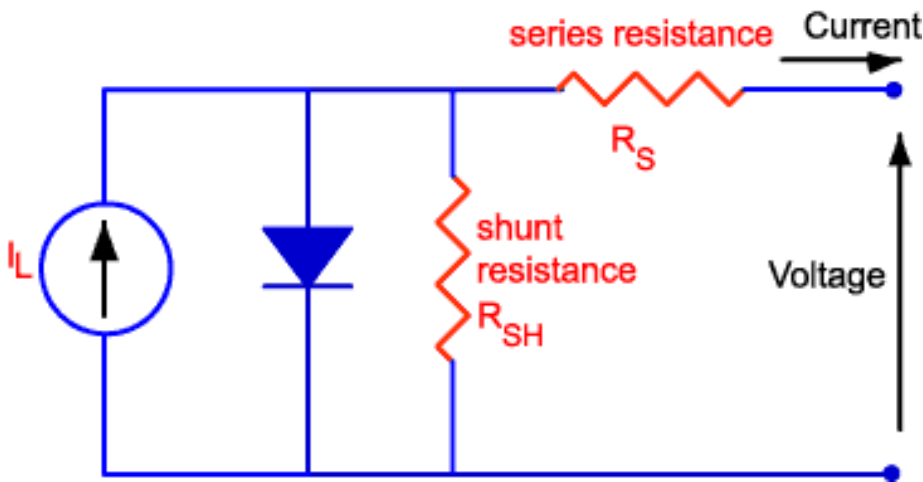 series resistance
Current
R_S
I_L
shunt
resistance
R_SH
Voltage